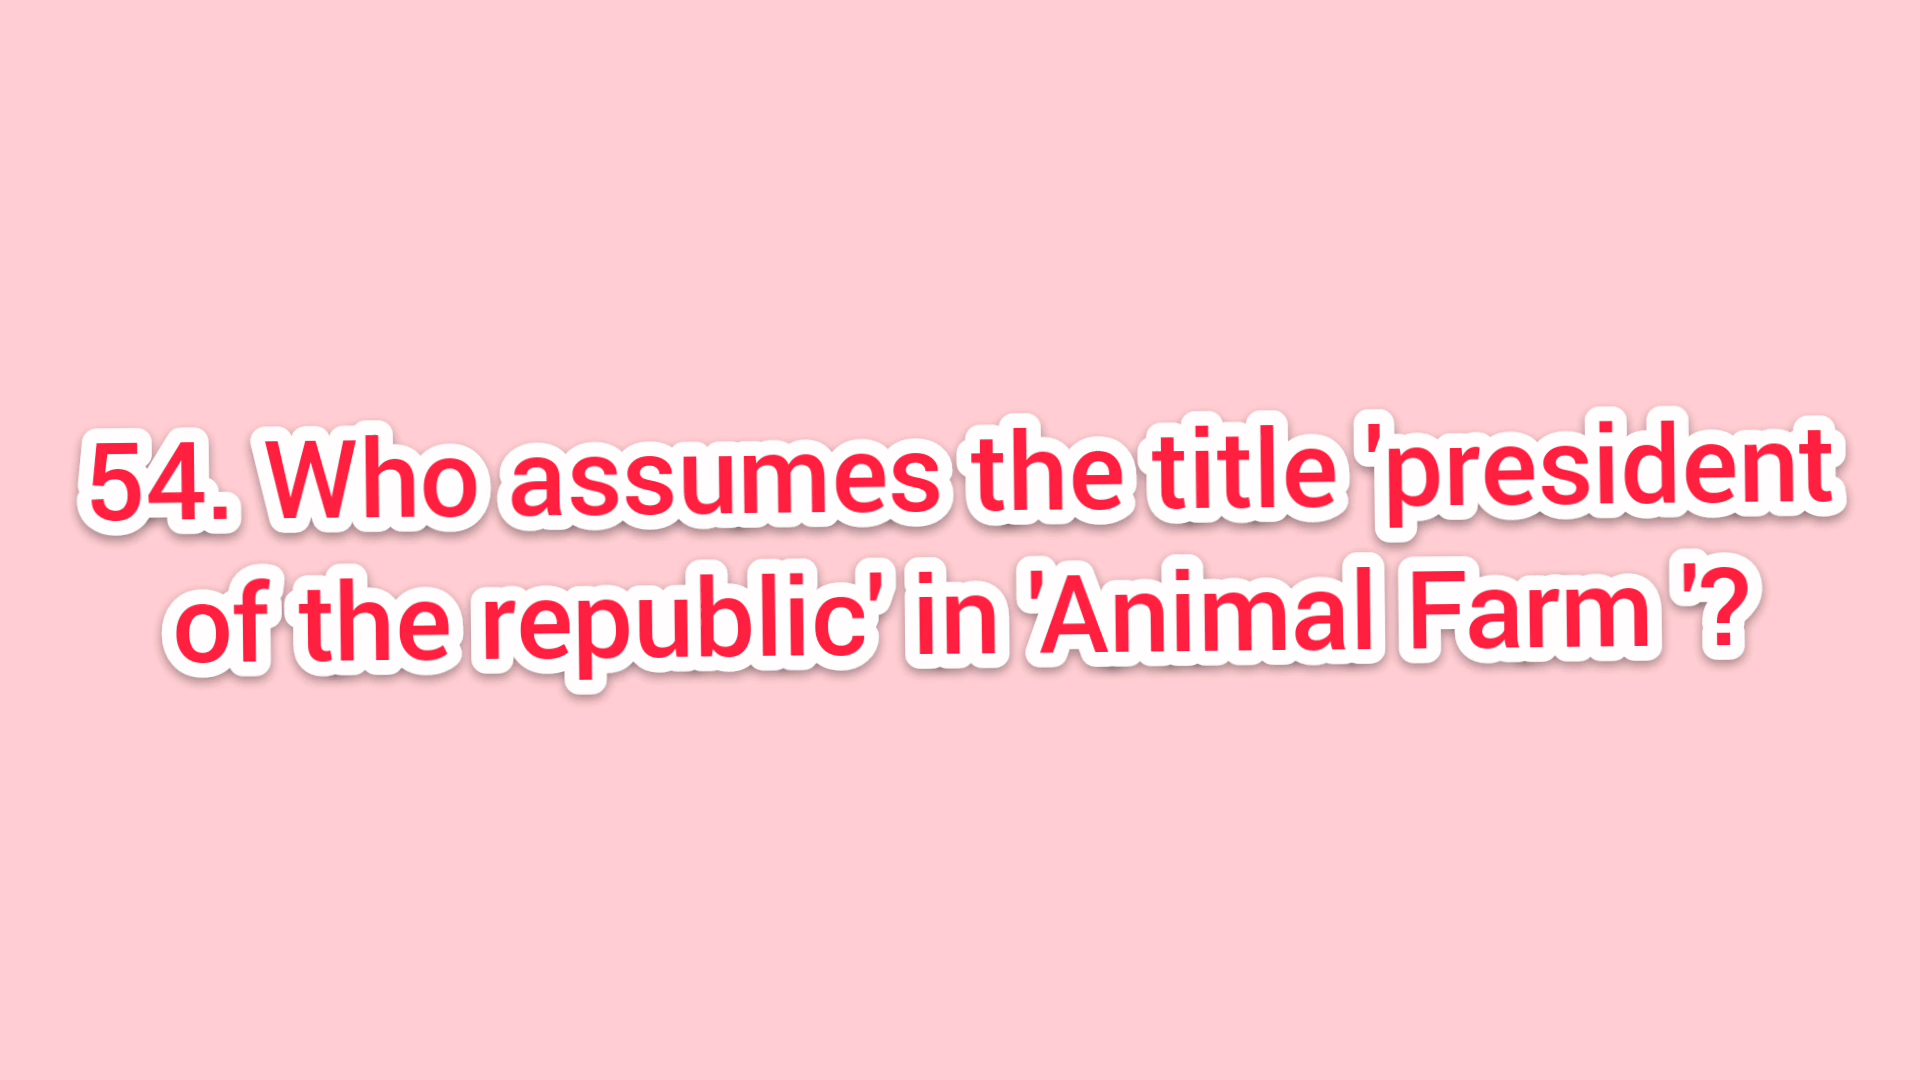 54. Who assumes the title 'president
of the republic' in 'Animal Farm '?